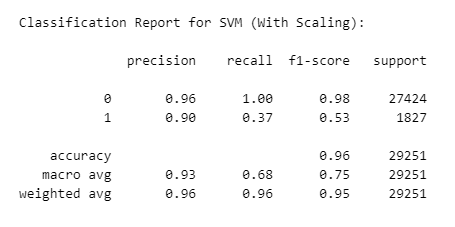 Classification Report for SVM (With Scaling):
precision recall f1-score support
0 0.96 1.00 0.98 27424
1 0.90 0.37 0.53 1827
accuracy 0.96 29251
macro avg 0.93 0.68 0.75 29251
weighted avg 0.96 0.96 0.95 29251